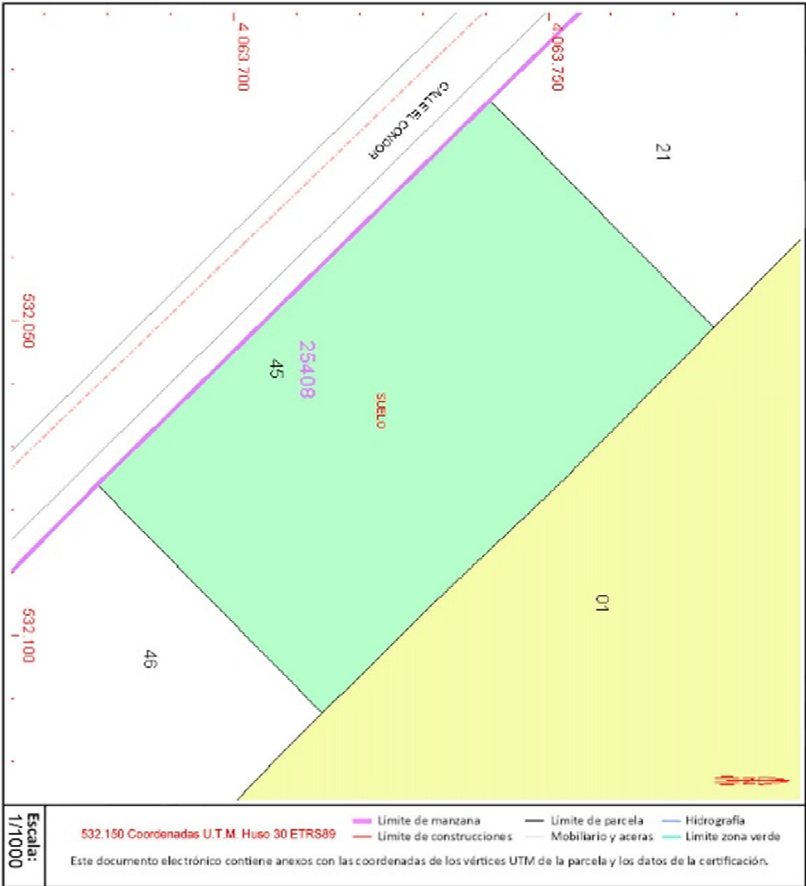 4.063.700
4.063.750
CALLE EL CONDOR
21
532.050
25408
45
SUELO
01
532.100
46
Escala:
1/1000
532.150 Coordenadas U.T.M. Huso 30 ETRS89
Límite de manzana
Límite de parcela
Hidrografía
Límite de construcciones
Mobiliario y aceras
Límite zona verde
Este documento electrónico contiene anexos con las coordenadas de los vértices UTM de la parcela y los datos de la certificación.